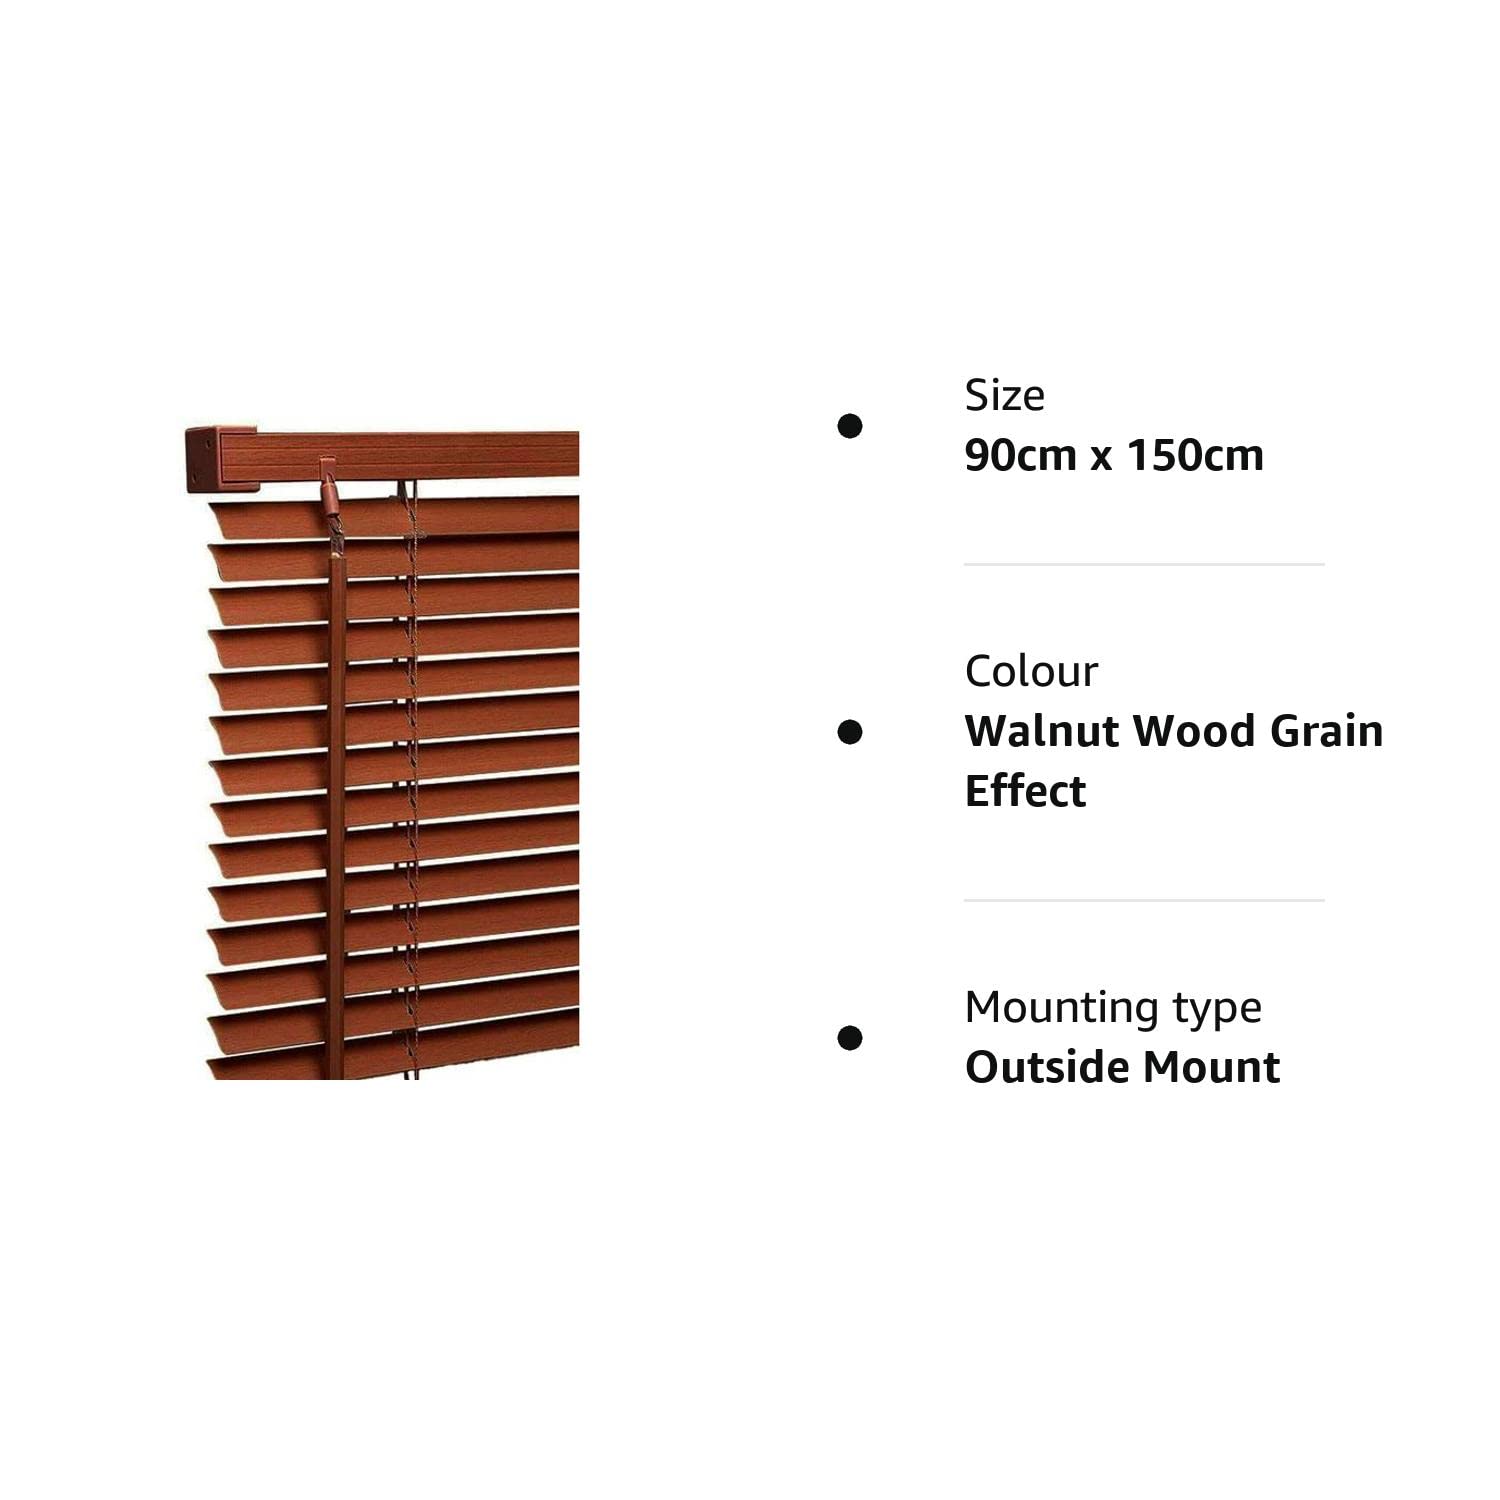 Size
90cm x 150cm
Colour
Walnut Wood Grain
Effect
Mounting type
Outside Mount